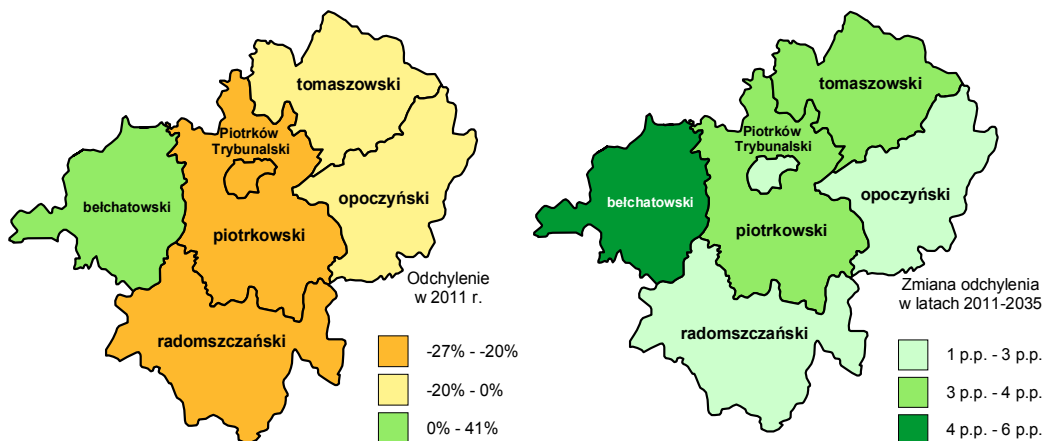 tomaszowski
Piotrków
Trybunalski
opoczyński
bełchatowski
piotrkowski
radomszczański
Odchylenie
w 2011 r.
-27% - -20%
-20% - 0%
0% - 41%
tomaszowski
Piotrków
Trybunalski
opoczyński
bełchatowski
piotrkowski
radomszczański
Zmiana odchylenia
w latach 2011-2035
1 p.p. - 3 p.p.
3 p.p. - 4 p.p.
4 p.p. - 6 p.p.